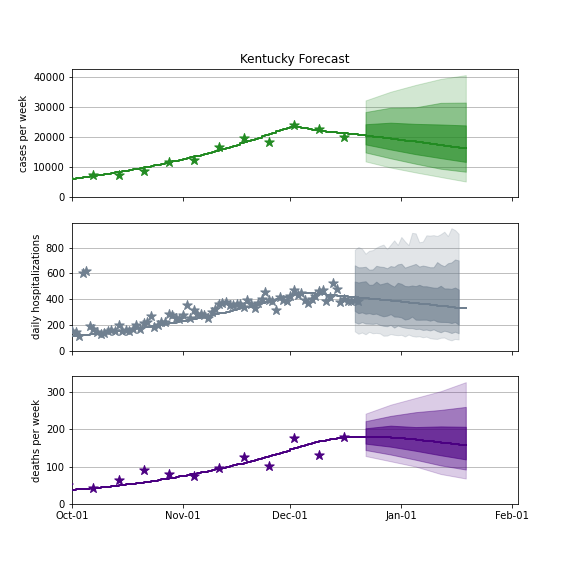 Kentucky Forecast
40000
30000
20000
10000
0
cases per week
800
600
400
200
0
daily hospitalizations
300
200
100
0
deaths per week
Oct-01 Nov-01 Dec-01 Jan-01 Feb-01